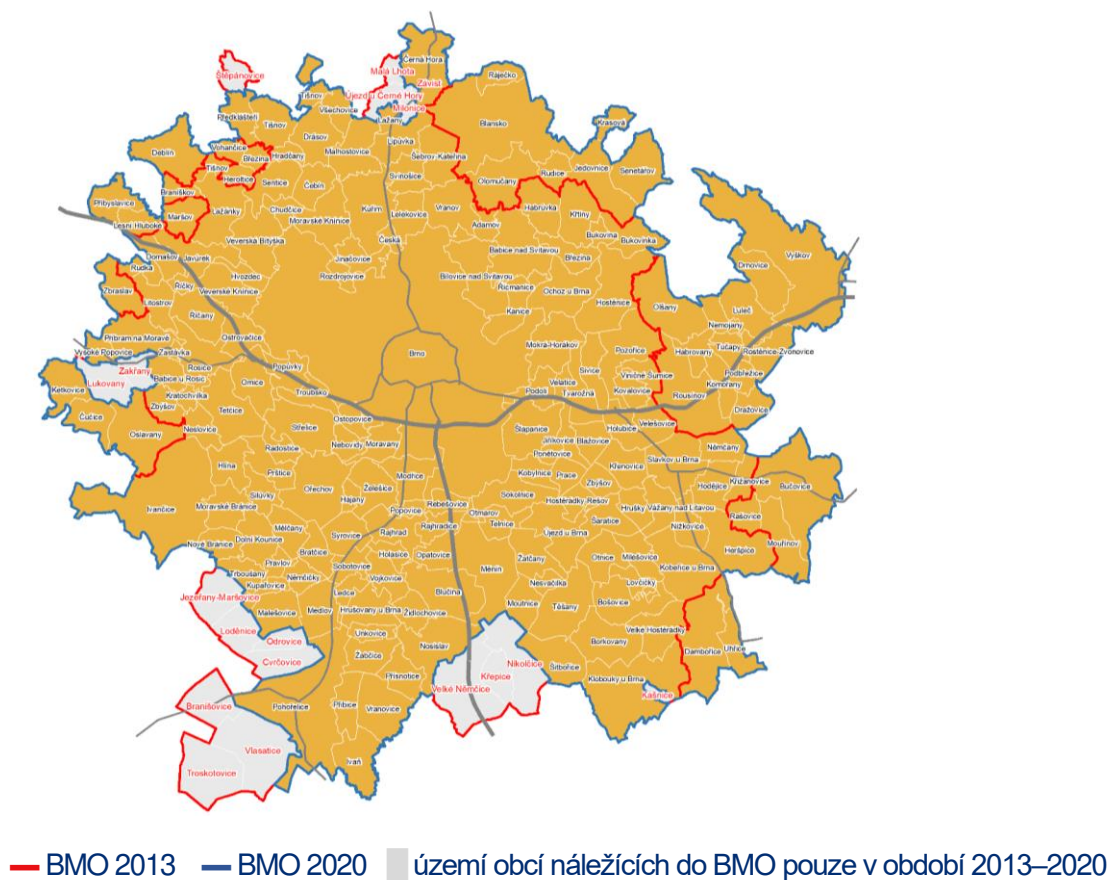 Černá Hora
Štěpánovice
Malá Lhota
Ráječko
Závist
Tišnov
Újezd u Černé Hory
Všechovice
Milonice
Předklášteří
Lažany
Blansko
Krasová
Tišnov
Drásov
Lipůvka
Vohančice
Malhostovice
Deblín
Březina
Hradčany
Šebrov-Kateřina
Tišnov
Svinošice
Rudice
Jedovnice
Senetářov
Heroltice
Sentice
Čebín
Olomučany
Braniškov
Přibyslavice
Maršov
Lažánky
Chudčice
Kuřim
Lelekovice
Vranov
Habrůvka
Křtiny
Lesní Hluboké
Moravské Knínice
Adamov
Bukovina
Veverská Bítýška
Česká
Bukovinka
Domašov
Javůrek
Jinačovice
Babice nad Svitavou
Vyškov
Rudka
Březina
Drnovice
Hvozdec
Rozdrojovice
Bílovice nad Svitavou
Říčky
Řícmanice
Zbraslav
Veverské Knínice
Ochoz u Brna
Litostrov
Hostěnice
Olšany
Říčany
Kanice
Luleč
Nemojany
Příbram na Moravě
Ostrovačice
Mokrá-Horákov
Tučapy
Vysoké Popovice
Zastávka
Brno
Pozořice
Habrovany
Rostěnice-Zvonovice
Zakřany
Rosice
Popůvky
Sivice
Podbřežice
Lukovany
Babice u Rosic
Omice
Velatice
Viničné Šumice
Komořany
Ketkovice
Kratochvilka
Troubsko
Podolí
Tvarožná
Kovalovice
Rousínov
Zbýšov
Tetčice
Ostopovice
Dražovice
Čučice
Velešovice
Oslavany
Neslovice
Střelice
Šlapanice
Holubice
Nebovidy
Moravany
Jiříkovice
Blažovice
Radostice
Ponětovice
Slavkov u Brna
Němčany
Hlína
Prštice
Modřice
Kobylnice
Prace
Křenovice
Křižanovice
Želešice
Zbýšov
Hodějice
Bučovice
Silůvky
Ořechov
Sokolnice
Hajany
Hostěrádky-Rešov
Ivančice
Moravské Bránice
Popovice
Rebešovice
Hrušky
Vážany nad Litavou
Otmarov
Rašovice
Mělčany
Rajhradice
Telnice
Šaratice
Nížkovice
Dolní Kounice
Syrovice
Rajhrad
Újezd u Brna
Nové Bránice
Mouřínov
Pravlov
Bratčice
Holasice
Opatovice
Heršpice
Žatčany
Otnice
Milešovice
Sobotovice
Měnín
Kobeřice u Brna
Trboušany
Němčičky
Vojkovice
Kupařovice
Nesvačilka
Lovčičky
Ledce
Blučina
Jezeřany-Maršovice
Malešovice
Medlov
Hrušovany u Brna
Židlochovice
Moutnice
Těšany
Bošovice
Loděnice
Unkovice
Velké Hostěrádky
Odrovice
Nosislav
Borkovany
Dambořice
Uhřice
Cvrčovice
Žabčice
Nikolčice
Šitbořice
Přísnotice
Křepice
Klobouky u Brna
Velké Němčice
Kašnice
Branišovice
Pohořelice
Přibice
Vranovice
Vlasatice
Ivaň
Troskotovice
BMO 2013 BMO 2020 území obcí náležících do BMO pouze v období 2013–2020